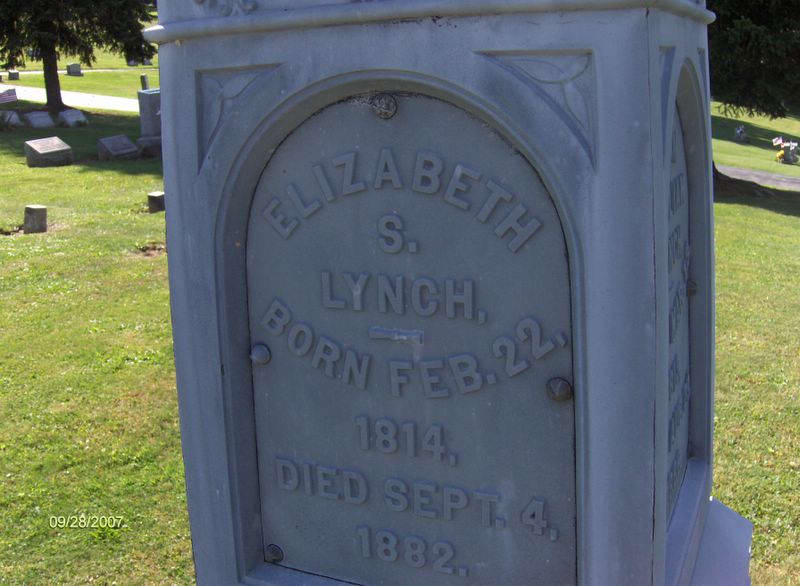 ELIZABETH
S.
LYNCH,
BORN FEB. 22,
1814,
DIED SEPT. 4,
1882.
09/28/2007